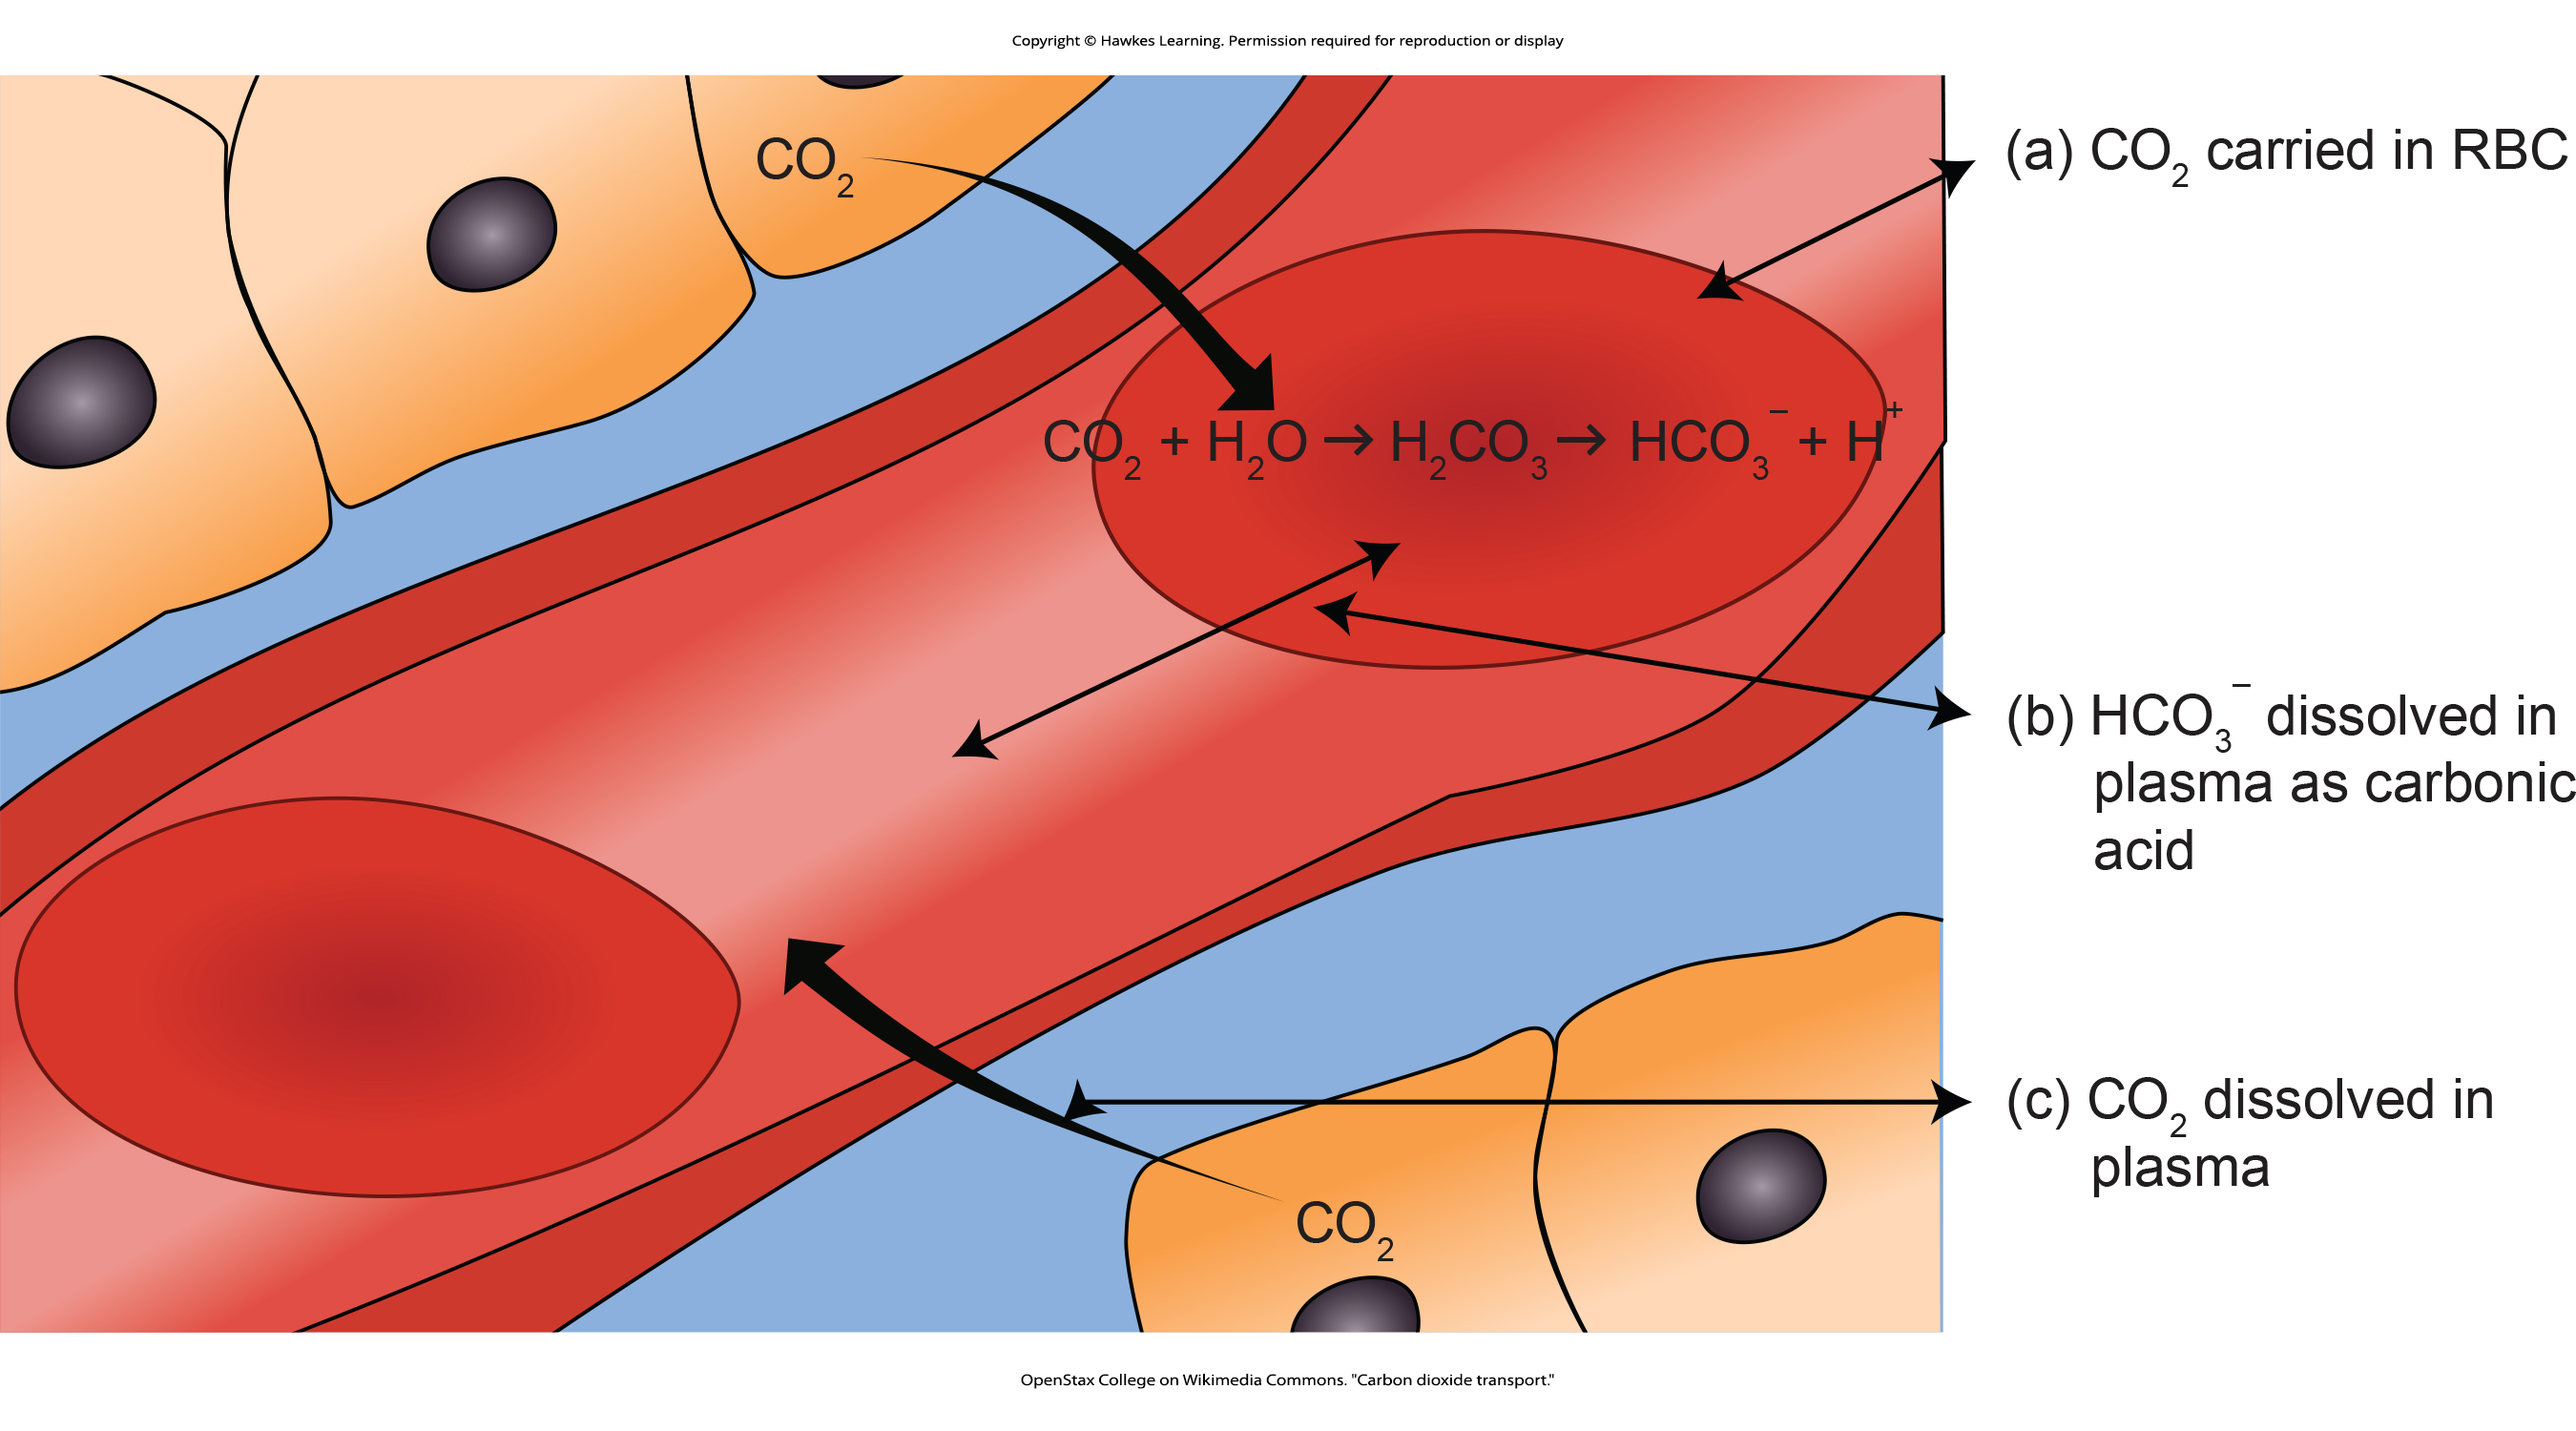 Copyright © Hawkes Learning. Permission required for reproduction or display
CO₂
(a) CO₂ carried in RBC
CO₂ + H₂O → H₂CO₃ → HCO₃⁻ + H⁺
(b) HCO₃⁻ dissolved in
plasma as carbonic
acid
(c) CO₂ dissolved in
plasma
CO₂
OpenStax College on Wikimedia Commons. "Carbon dioxide transport."